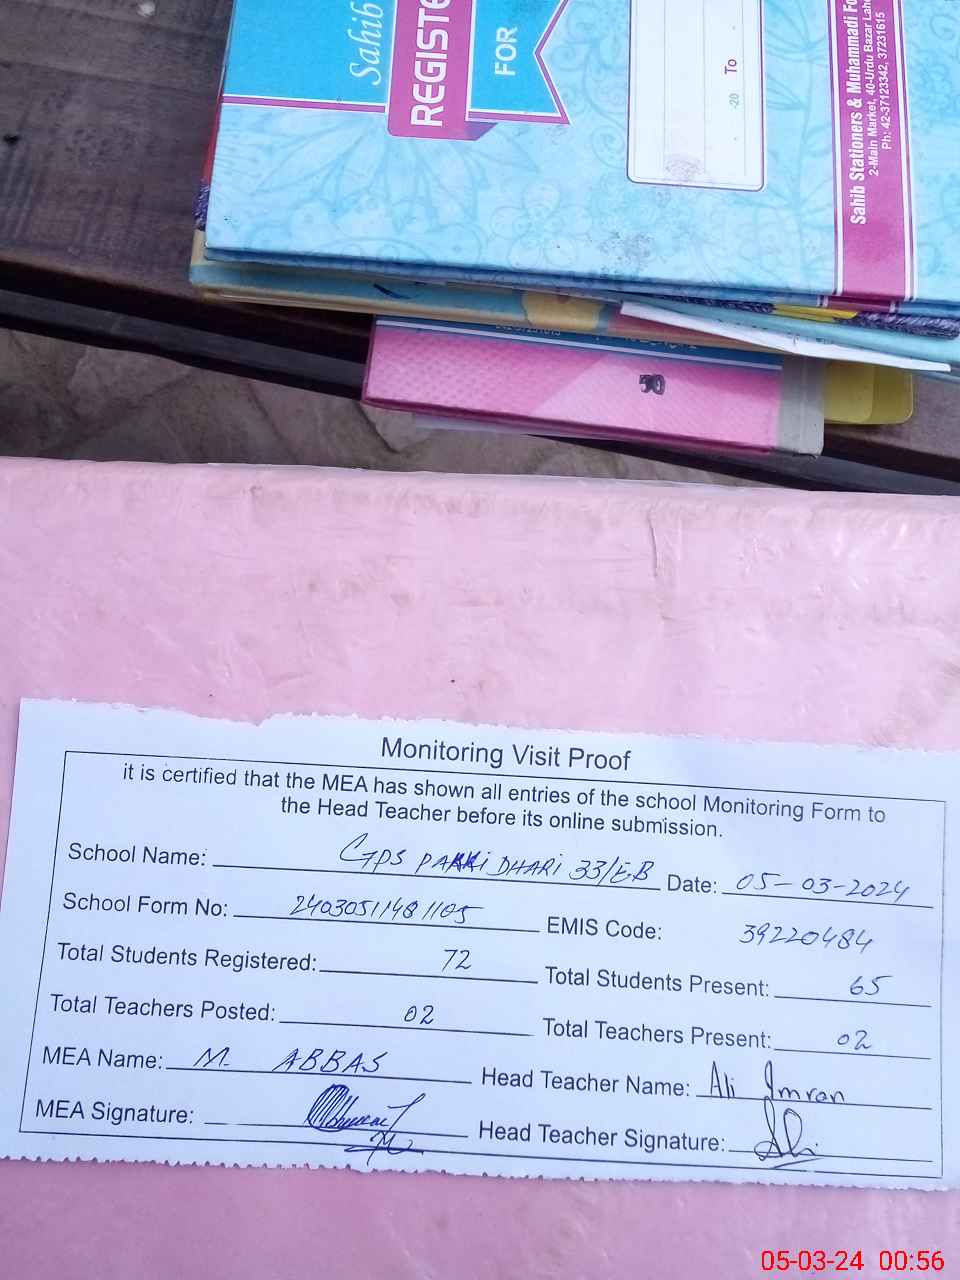 Sahib
REGISTE
FOR
-20 To
Sahib Stationers & Muhammadi Fo
2-Main Market, 40-Urdu Bazar Lah
Ph: 42-37123342, 37231615
50
Monitoring Visit Proof
it is certified that the MEA has shown all entries of the school Monitoring Form to
the Head Teacher before its online submission.
School Name: GPS PAKKI DHARI 33/E.B Date: 05-03-2024
School Form No: 24030511481105 EMIS Code: 39220484
Total Students Registered: 72 Total Students Present: 65
Total Teachers Posted: 02 Total Teachers Present: 02
MEA Name: M. ABBAS Head Teacher Name: Ali Imran
MEA Signature: Head Teacher Signature: Ali
05-03-24 00:56